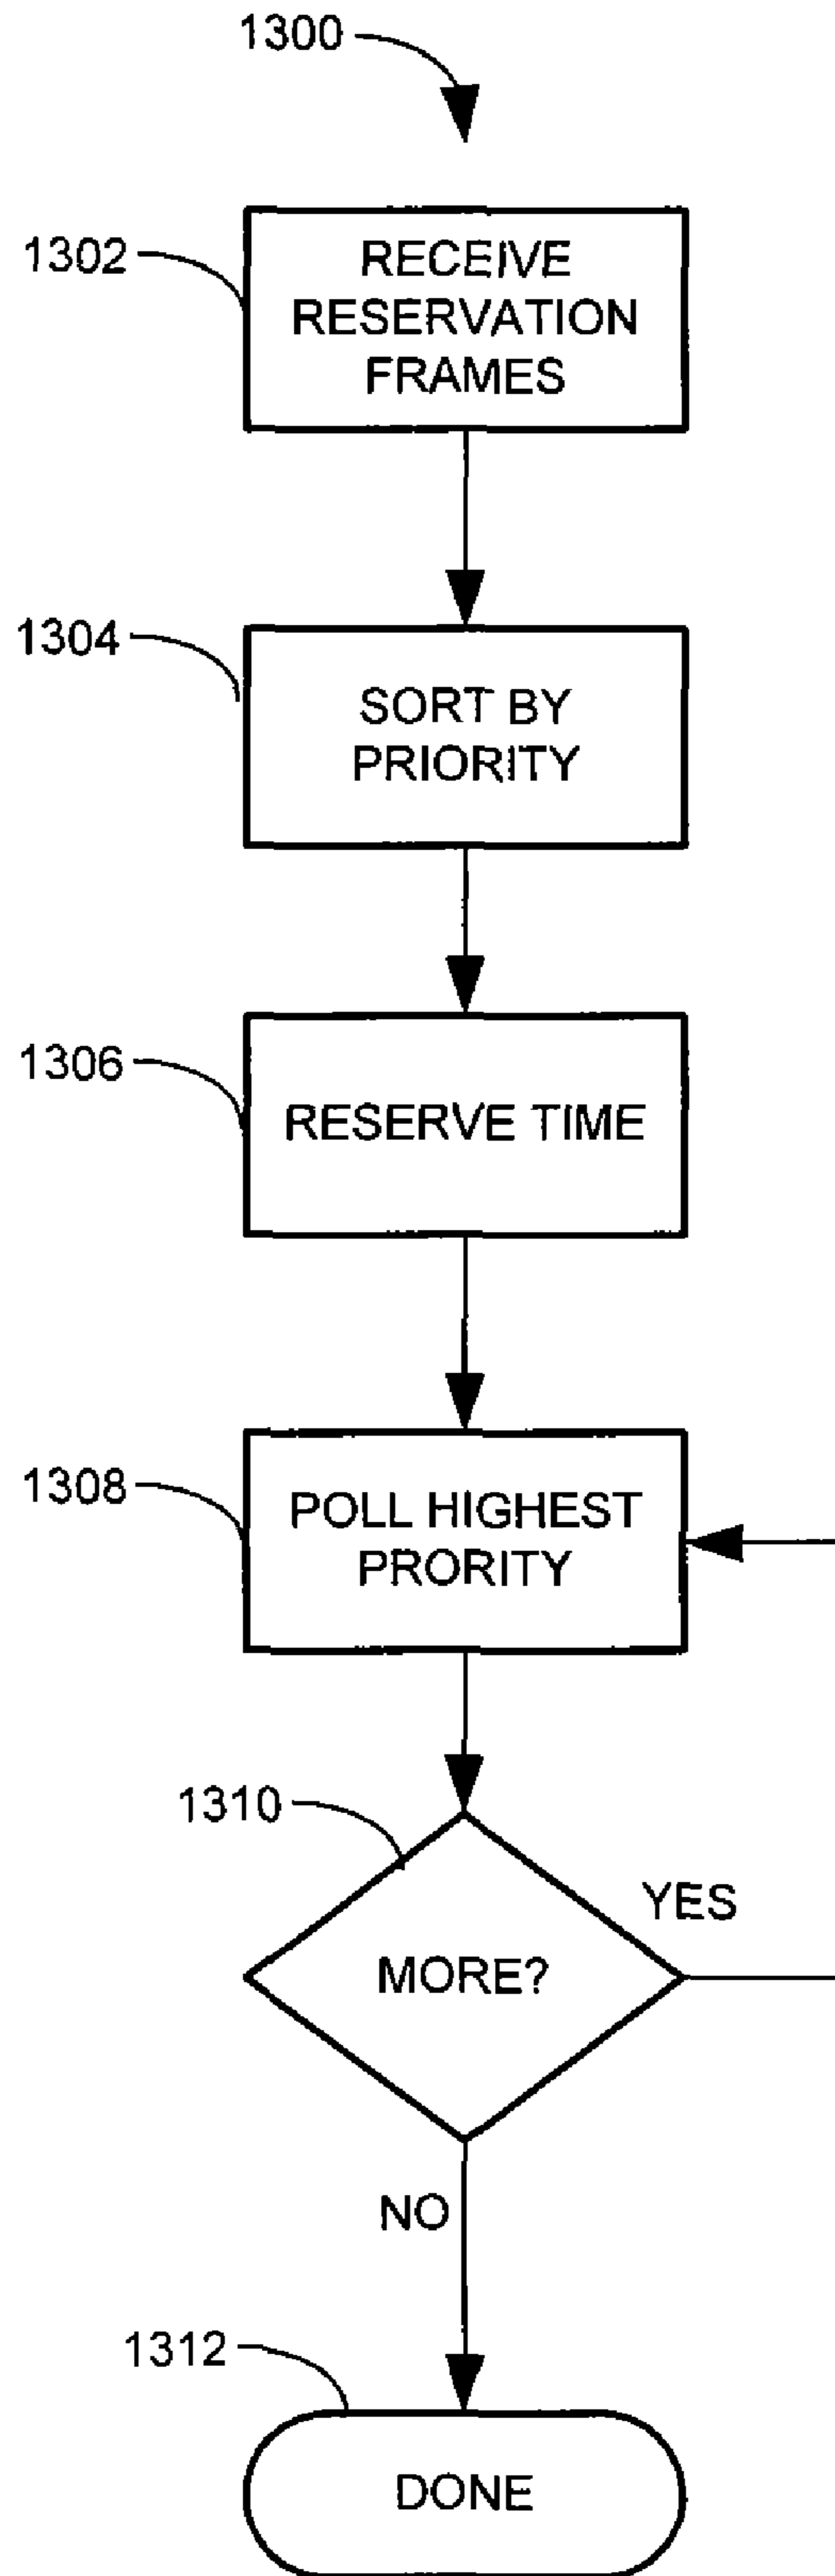 1300
1302
RECEIVE
RESERVATION
FRAMES
1304
SORT BY
PRIORITY
1306
RESERVE TIME
1308
POLL HIGHEST
PRORITY
1310
MORE?
YES
NO
1312
DONE